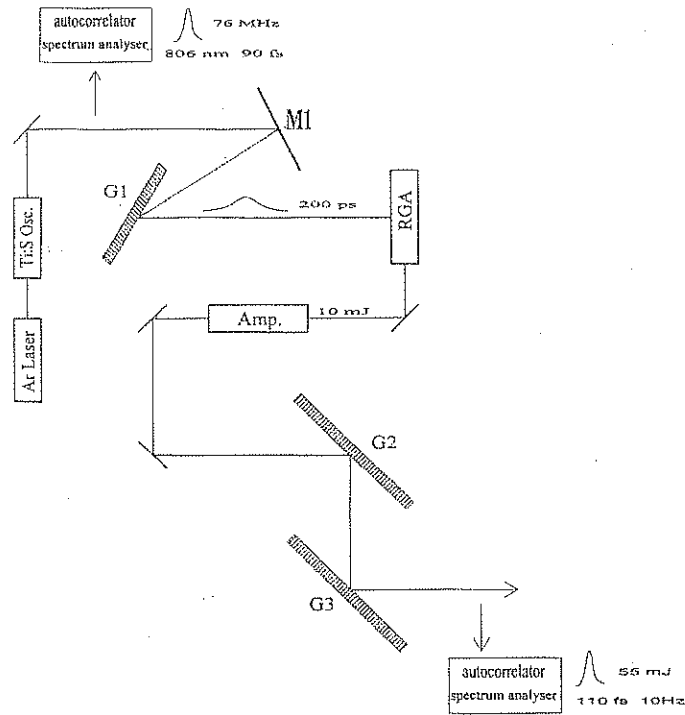 autocorrelator
spectrum analyser
76 MHz
806 nm 90 fs
M1
G1
200 ps
RGA
Ti:S Osc.
Ar Laser
Amp.
10 mJ
G2
G3
autocorrelator
spectrum analyser
55 mJ
110 fs 10Hz